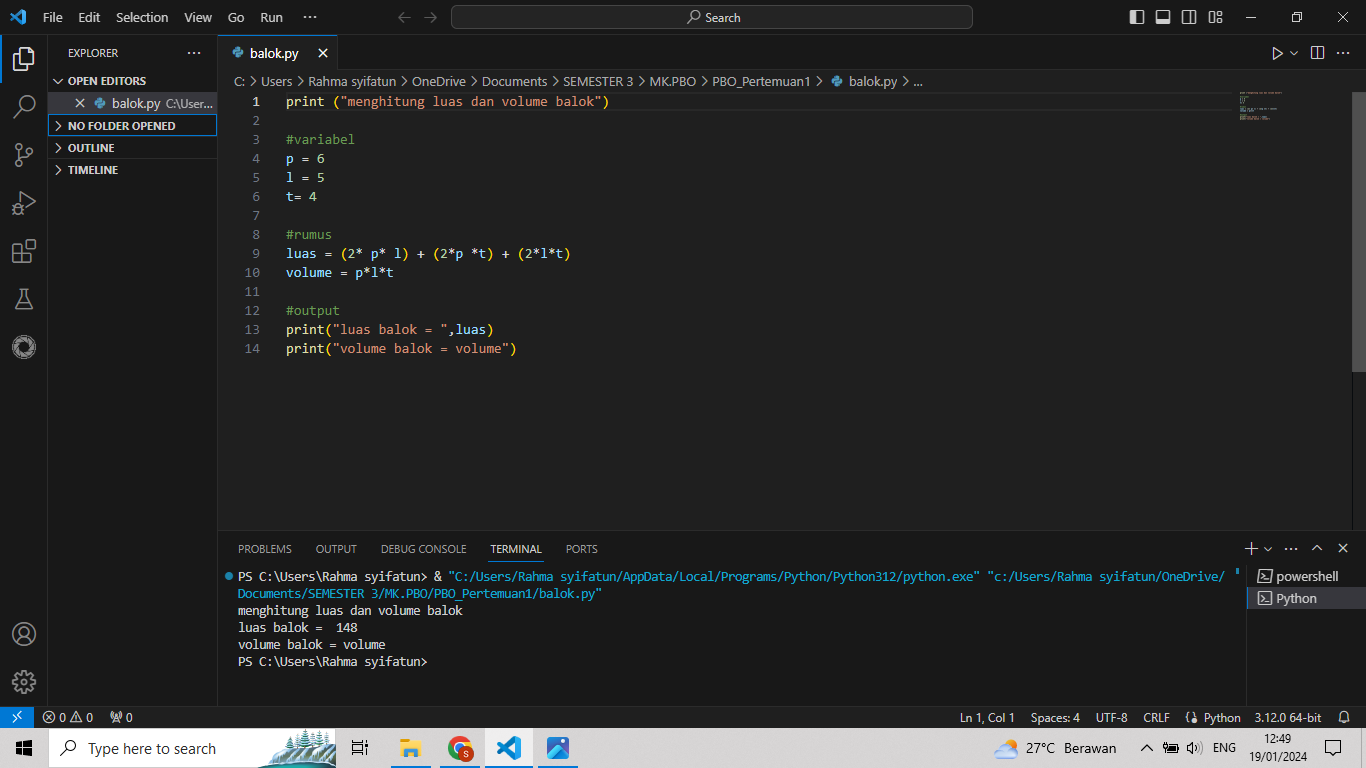 File Edit Selection View Go Run ···
Search
EXPLORER ···
OPEN EDITORS
balok.py C:\User...
NO FOLDER OPENED
OUTLINE
TIMELINE
balok.py
C: > Users > Rahma syifatun > OneDrive > Documents > SEMESTER 3 > MK.PBO > PBO_Pertemuan1 > balok.py > ...
1 print ("menghitung luas dan volume balok")
2
3 #variabel
4 p = 6
5 l = 5
6 t= 4
7
8 #rumus
9 luas = (2* p* l) + (2*p *t) + (2*l*t)
10 volume = p*l*t
11
12 #output
13 print("luas balok = ",luas)
14 print("volume balok = volume")
PROBLEMS OUTPUT DEBUG CONSOLE TERMINAL PORTS
PS C:\Users\Rahma syifatun> & "C:/Users/Rahma syifatun/AppData/Local/Programs/Python/Python312/python.exe" "c:/Users/Rahma syifatun/OneDrive/
Documents/SEMESTER 3/MK.PBO/PBO_Pertemuan1/balok.py"
menghitung luas dan volume balok
luas balok =  148
volume balok = volume
PS C:\Users\Rahma syifatun>
powershell
Python
0 0 0
Ln 1, Col 1 Spaces: 4 UTF-8 CRLF Python 3.12.0 64-bit
Type here to search
27°C Berawan
ENG
12:49
19/01/2024